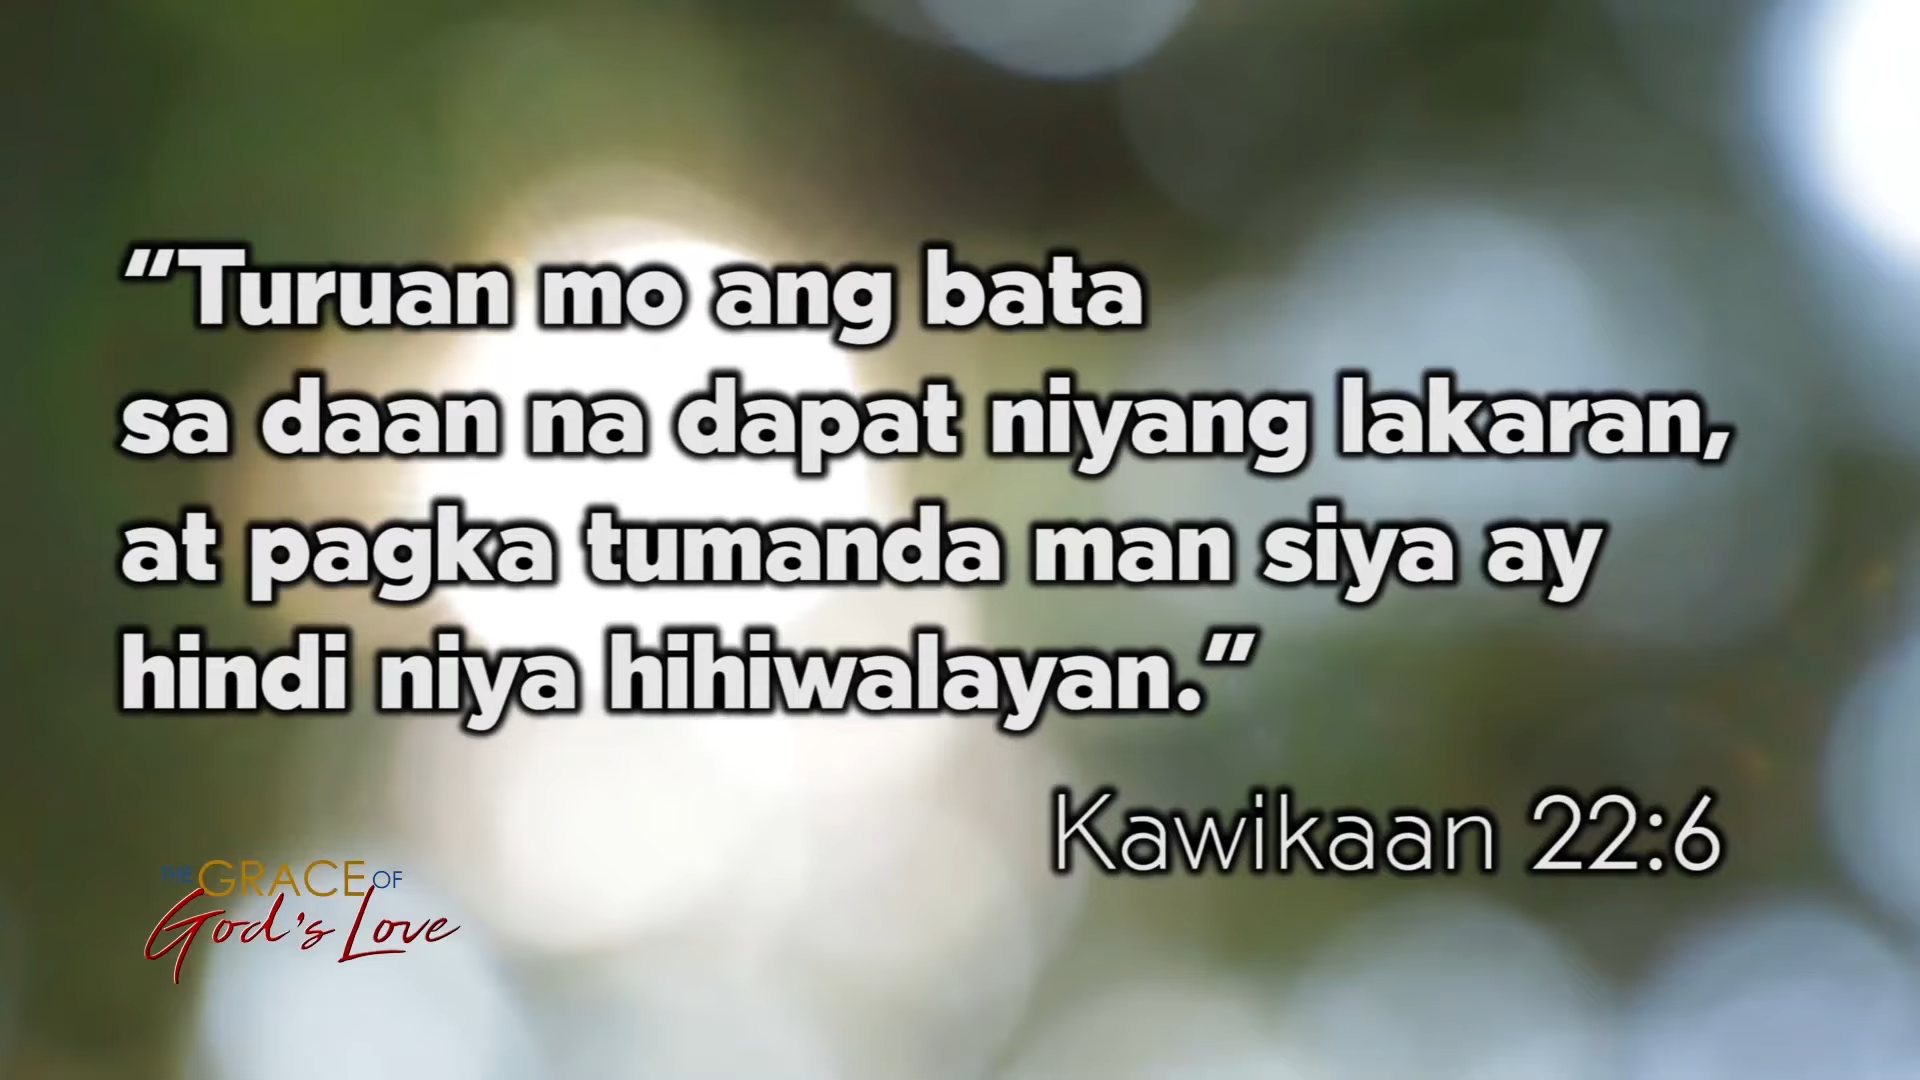 “Turuan mo ang bata
sa daan na dapat niyang lakaran,
at pagka tumanda man siya ay
hindi niya hihiwalayan.”
Kawikaan 22:6
THE GRACE OF
God's Love